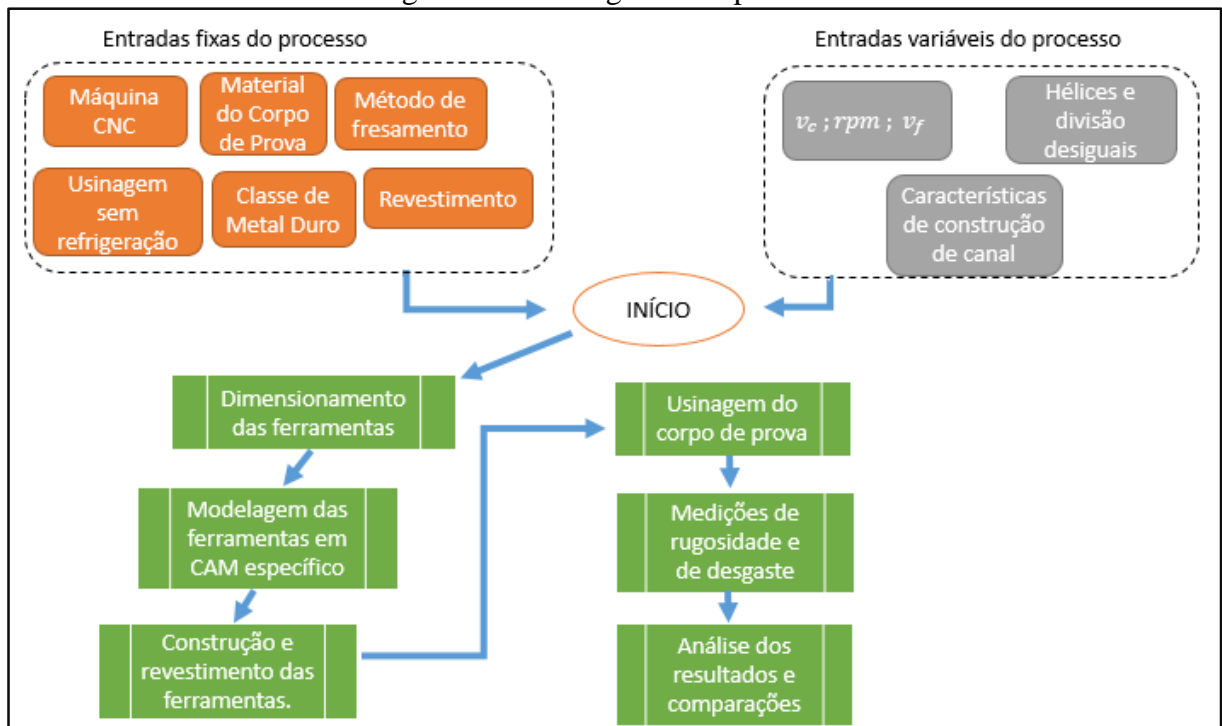 Entradas fixas do processo
Máquina
CNC
Material
do Corpo
de Prova
Método de
fresamento
Usinagem
sem
refrigeração
Classe de
Metal Duro
Revestimento
Entradas variáveis do processo
v_c ; rpm ; v_f
Hélices e
divisão
desiguais
Características
de construção
de canal
INÍCIO
Dimensionamento
das ferramentas
Modelagem das
ferramentas em
CAM específico
Construção e
revestimento das
ferramentas.
Usinagem do
corpo de prova
Medições de
rugosidade e
de desgaste
Análise dos
resultados e
comparações